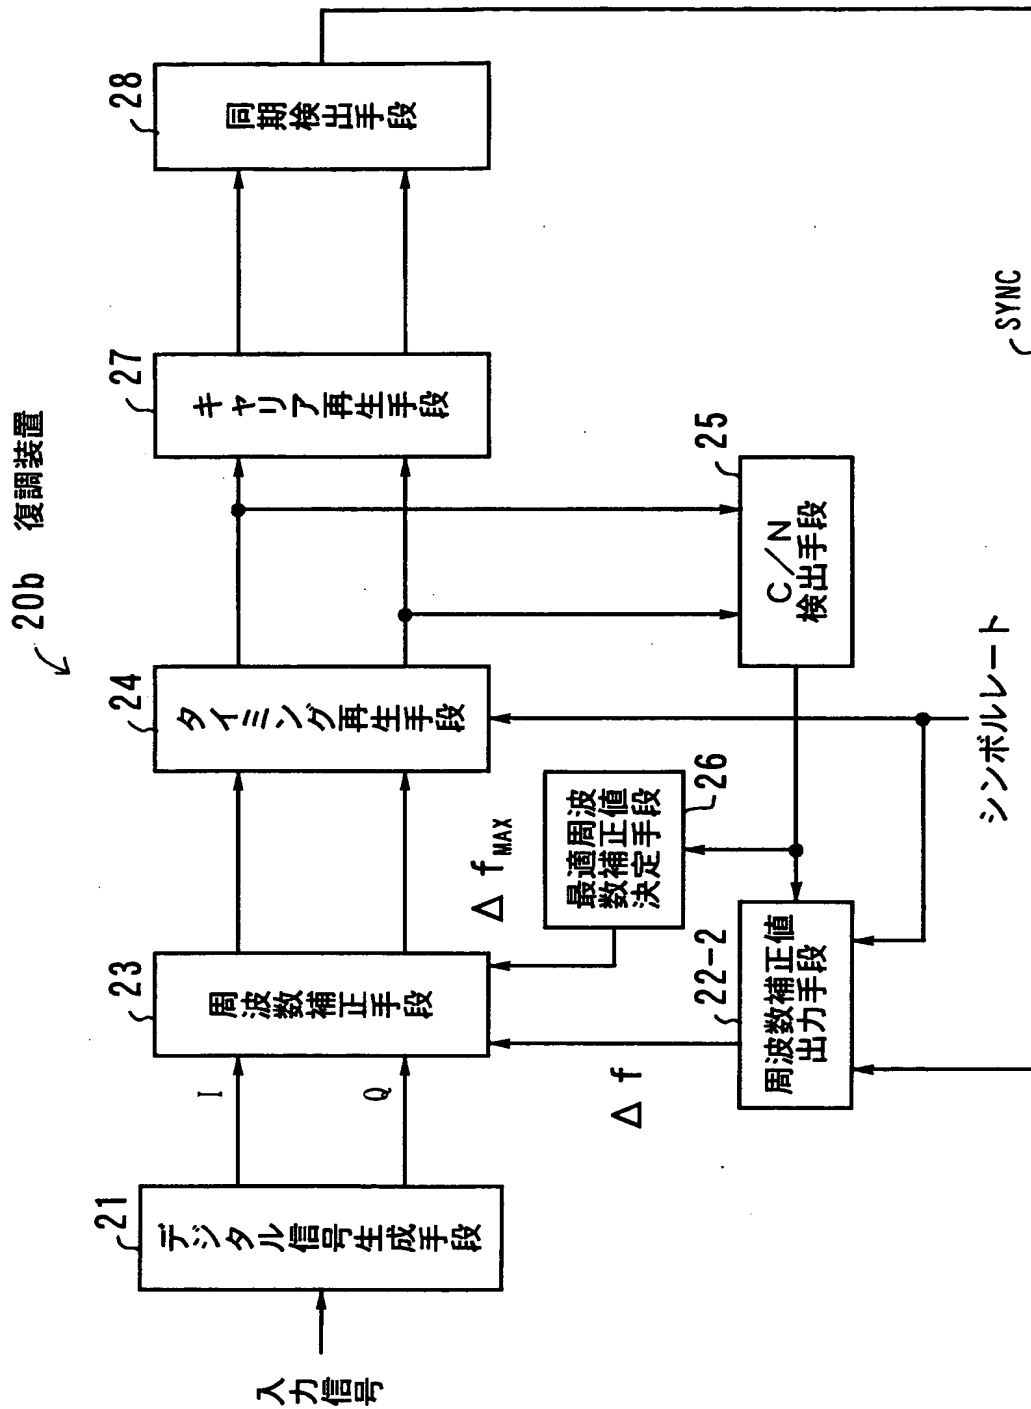 20b 復調装置
入力信号
21
デジタル信号生成手段
I
Q
23
周波数補正手段
24
タイミング再生手段
27
キャリア再生手段
28
同期検出手段
Δf
Δf MAX
22-2
周波数補正値
出力手段
26
最適周波
数補正値
決定手段
25
C/N
検出手段
シンボルレート
SYNC